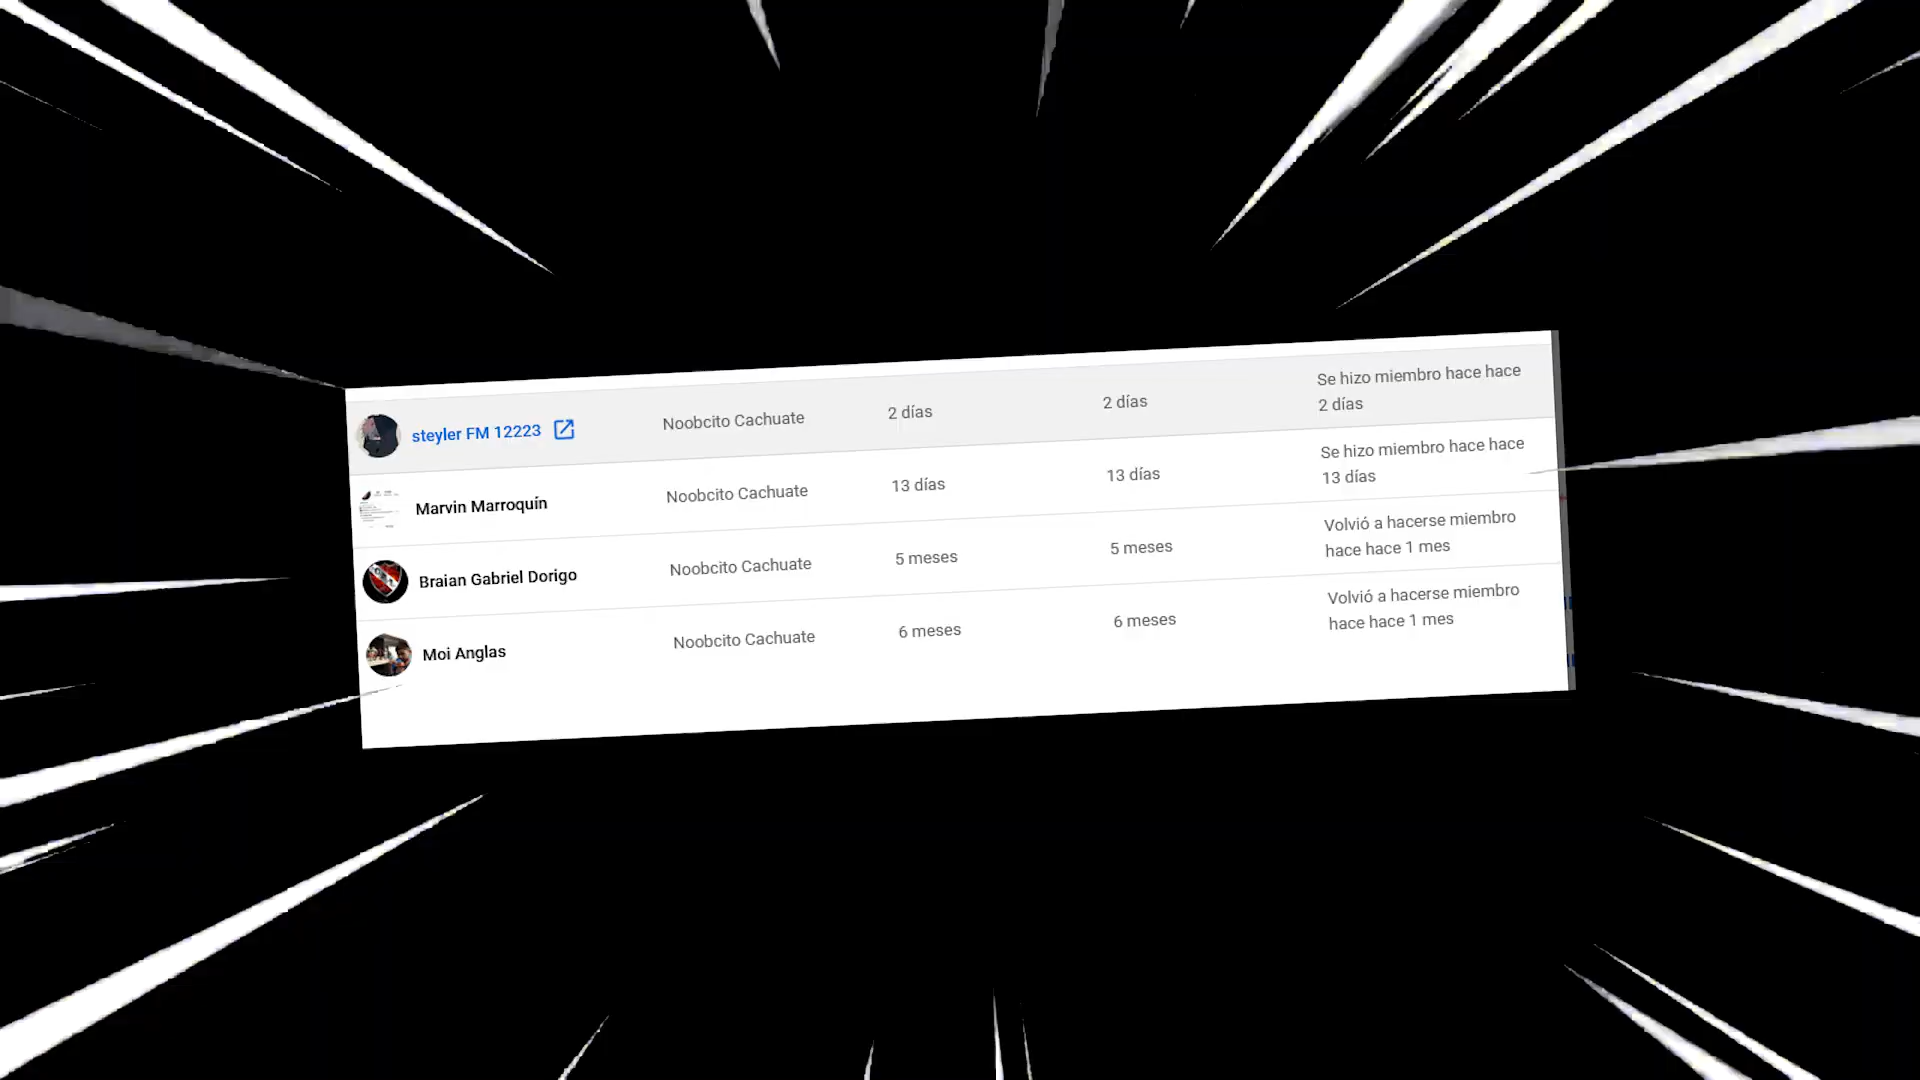 steyler FM 12223 Noobcito Cachuate 2 días 2 días Se hizo miembro hace hace
2 días
Marvin Marroquín Noobcito Cachuate 13 días 13 días Se hizo miembro hace hace
13 días
Braian Gabriel Dorigo Noobcito Cachuate 5 meses 5 meses Volvió a hacerse miembro
hace hace 1 mes
Moi Anglas Noobcito Cachuate 6 meses 6 meses Volvió a hacerse miembro
hace hace 1 mes